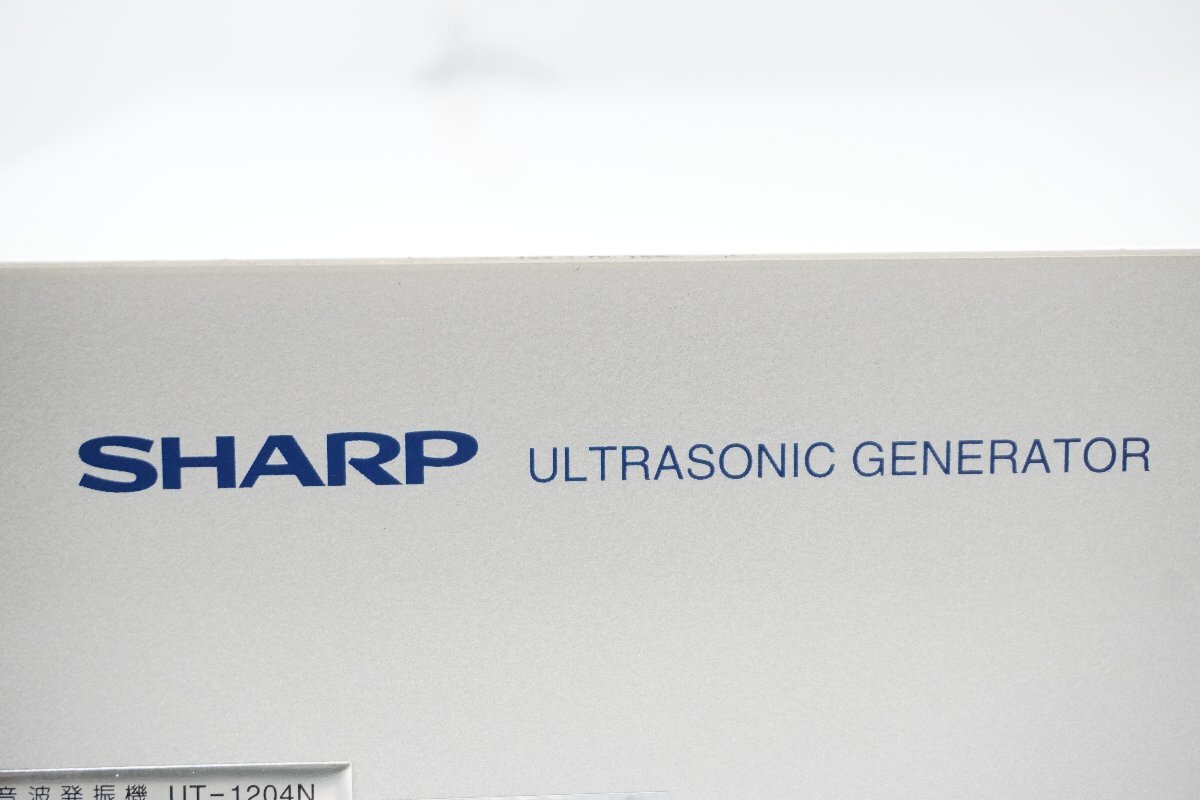 SHARP ULTRASONIC GENERATOR
音波発振機 UT-1204N